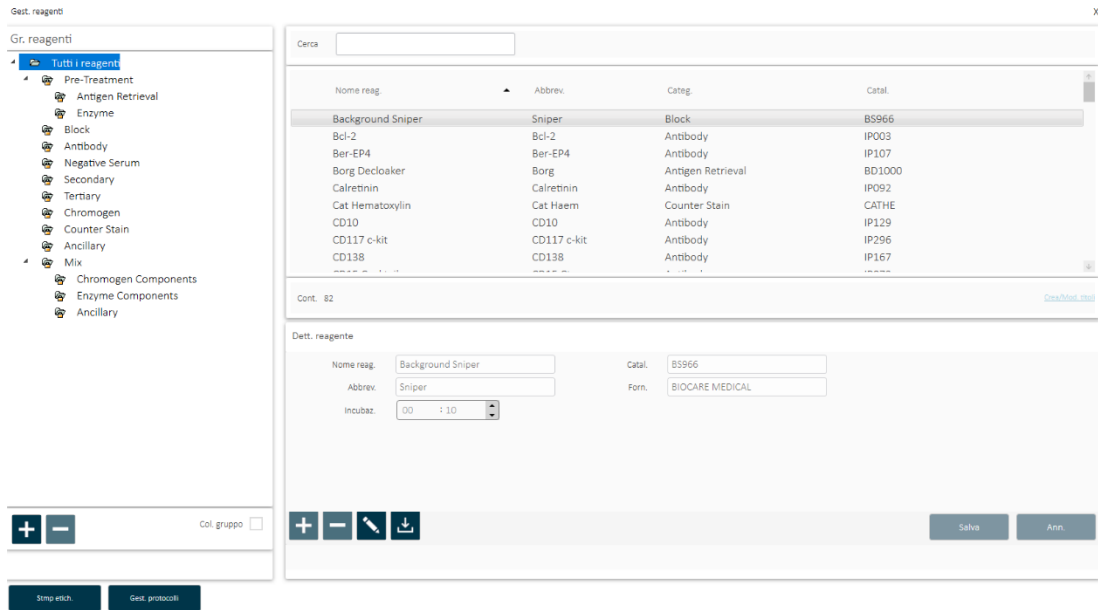 Gest. reagenti
X
Gr. reagenti
Tutti i reagenti
Pre-Treatment
Antigen Retrieval
Enzyme
Block
Antibody
Negative Serum
Secondary
Tertiary
Chromogen
Counter Stain
Ancillary
Mix
Chromogen Components
Enzyme Components
Ancillary
Col. gruppo
Cerca
Nome reag. Abbrev. Categ. Catal.
Background Sniper Sniper Block BS966
Bcl-2 Bcl-2 Antibody IP003
Ber-EP4 Ber-EP4 Antibody IP107
Borg Decloaker Borg Antigen Retrieval BD1000
Calretinin Calretinin Antibody IP092
Cat Hematoxylin Cat Haem Counter Stain CATHE
CD10 CD10 Antibody IP129
CD117 c-kit CD117 c-kit Antibody IP296
CD138 CD138 Antibody IP167
Cont. 82
Crea/Mod. titoli
Dett. reagente
Nome reag. Background Sniper Catal. BS966
Abbrev. Sniper Forn. BIOCARE MEDICAL
Incubaz. 00 : 10
Salva Ann.
Stmp etich. Gest. protocolli